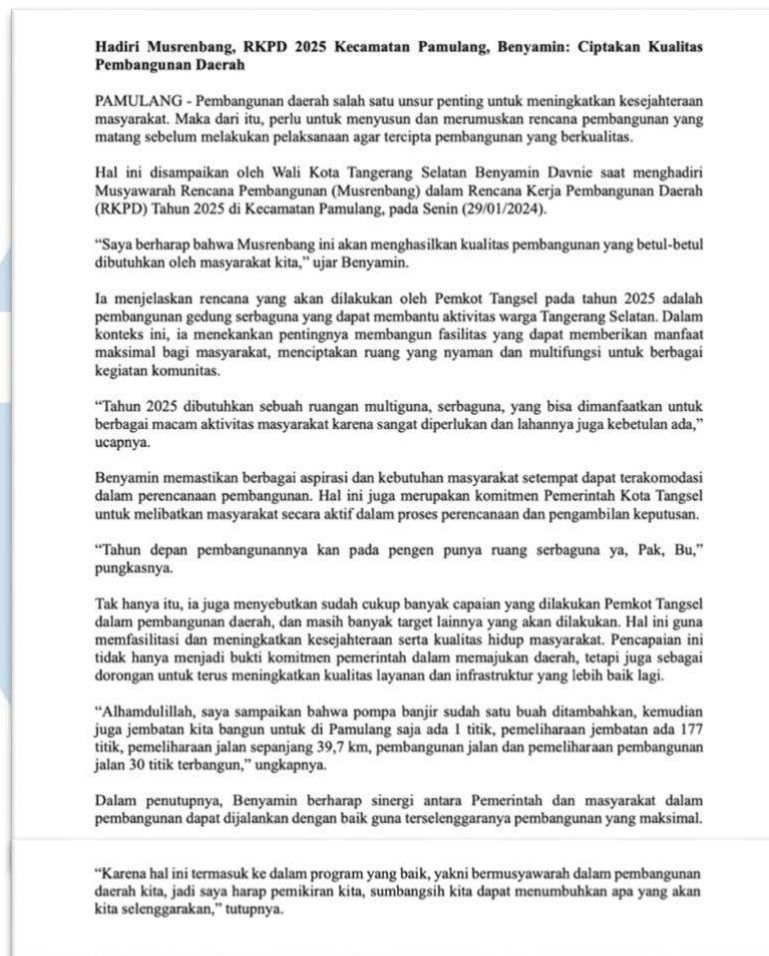 Hadiri Musrenbang, RKPD 2025 Kecamatan Pamulang, Benyamin: Ciptakan Kualitas
Pembangunan Daerah
PAMULANG - Pembangunan daerah salah satu unsur penting untuk meningkatkan kesejahteraan
masyarakat. Maka dari itu, perlu untuk menyusun dan merumuskan rencana pembangunan yang
matang sebelum melakukan pelaksanaan agar tercipta pembangunan yang berkualitas.
Hal ini disampaikan oleh Wali Kota Tangerang Selatan Benyamin Davnie saat menghadiri
Musyawarah Rencana Pembangunan (Musrenbang) dalam Rencana Kerja Pembangunan Daerah
(RKPD) Tahun 2025 di Kecamatan Pamulang, pada Senin (29/01/2024).
“Saya berharap bahwa Musrenbang ini akan menghasilkan kualitas pembangunan yang betul-betul
dibutuhkan oleh masyarakat kita,” ujar Benyamin.
Ia menjelaskan rencana yang akan dilakukan oleh Pemkot Tangsel pada tahun 2025 adalah
pembangunan gedung serbaguna yang dapat membantu aktivitas warga Tangerang Selatan. Dalam
konteks ini, ia menekankan pentingnya membangun fasilitas yang dapat memberikan manfaat
maksimal bagi masyarakat, menciptakan ruang yang nyaman dan multifungsi untuk berbagai
kegiatan komunitas.
“Tahun 2025 dibutuhkan sebuah ruangan multiguna, serbaguna, yang bisa dimanfaatkan untuk
berbagai macam aktivitas masyarakat karena sangat diperlukan dan lahannya juga kebetulan ada,”
ucapnya.
Benyamin memastikan berbagai aspirasi dan kebutuhan masyarakat setempat dapat terakomodasi
dalam perencanaan pembangunan. Hal ini juga merupakan komitmen Pemerintah Kota Tangsel
untuk melibatkan masyarakat secara aktif dalam proses perencanaan dan pengambilan keputusan.
“Tahun depan pembangunannya kan pada pengen punya ruang serbaguna ya, Pak, Bu,”
pungkasnya.
Tak hanya itu, ia juga menyebutkan sudah cukup banyak capaian yang dilakukan Pemkot Tangsel
dalam pembangunan daerah, dan masih banyak target lainnya yang akan dilakukan. Hal ini guna
memfasilitasi dan meningkatkan kesejahteraan serta kualitas hidup masyarakat. Pencapaian ini
tidak hanya menjadi bukti komitmen pemerintah dalam memajukan daerah, tetapi juga sebagai
dorongan untuk terus meningkatkan kualitas layanan dan infrastruktur yang lebih baik lagi.
“Alhamdulillah, saya sampaikan bahwa pompa banjir sudah satu buah ditambahkan, kemudian
juga jembatan kita bangun untuk di Pamulang saja ada 1 titik, pemeliharaan jembatan ada 177
titik, pemeliharaan jalan sepanjang 39,7 km, pembangunan jalan dan pemeliharaan pembangunan
jalan 30 titik terbangun,” ungkapnya.
Dalam penutupnya, Benyamin berharap sinergi antara Pemerintah dan masyarakat dalam
pembangunan dapat dijalankan dengan baik guna terselenggaranya pembangunan yang maksimal.
“Karena hal ini termasuk ke dalam program yang baik, yakni bermusyawarah dalam pembangunan
daerah kita, jadi saya harap pemikiran kita, sumbangsih kita dapat menumbuhkan apa yang akan
kita selenggarakan,” tutupnya.